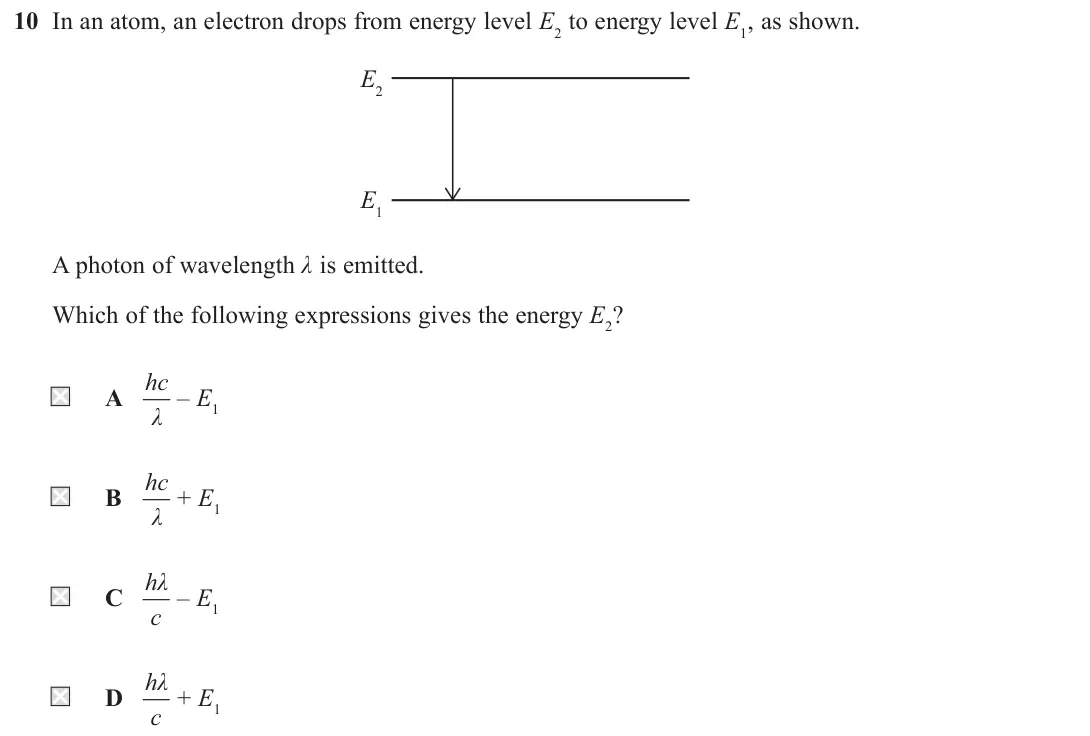 10 In an atom, an electron drops from energy level E₂ to energy level E₁, as shown.
E₂
E₁
A photon of wavelength λ is emitted.
Which of the following expressions gives the energy E₂?
A hc/λ − E₁
B hc/λ + E₁
C hλ/c − E₁
D hλ/c + E₁